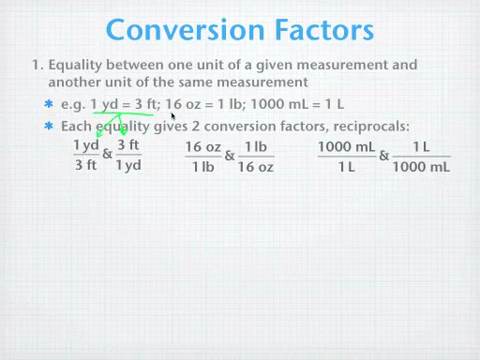 Conversion Factors
1. Equality between one unit of a given measurement and
another unit of the same measurement
✱ e.g. 1 yd = 3 ft; 16 oz = 1 lb; 1000 mL = 1 L
✱ Each equality gives 2 conversion factors, reciprocals:
1 yd/3 ft & 3 ft/1 yd 16 oz/1 lb & 1 lb/16 oz 1000 mL/1 L & 1 L/1000 mL